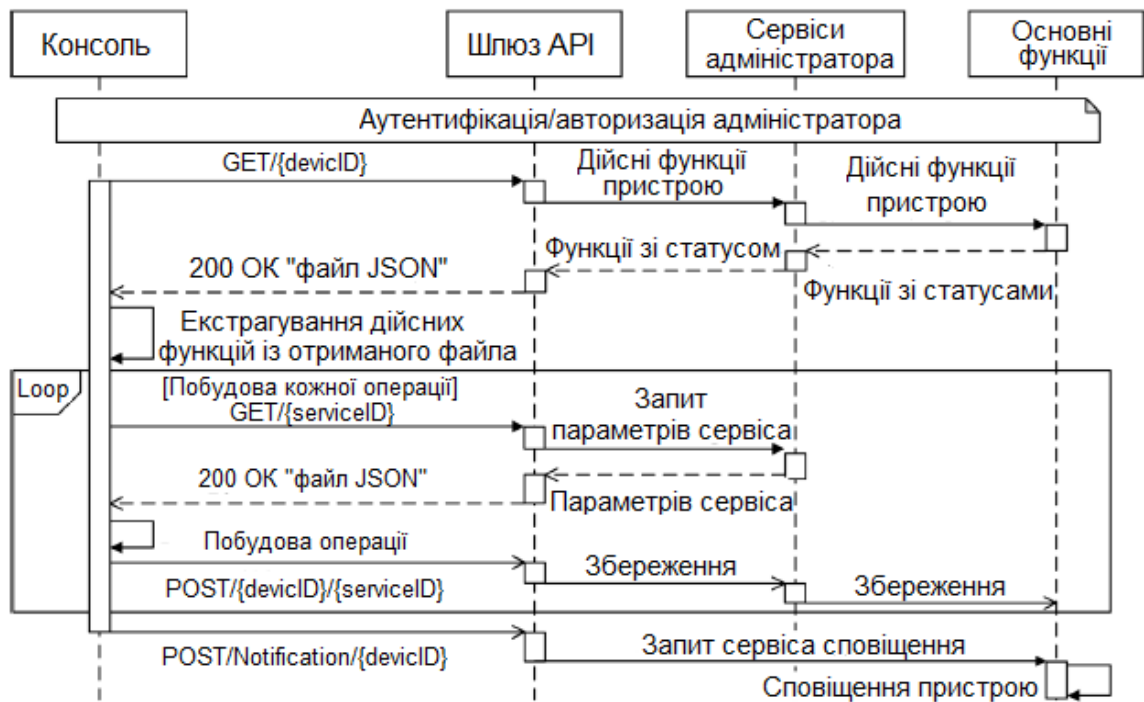 Консоль
Шлюз API
Сервіси
адміністратора
Основні
функції
Аутентифікація/авторизація адміністратора
GET/{devicID}
Дійсні функції
пристрою
Дійсні функції
пристрою
Функції зі статусом
200 OK "файл JSON"
Функції зі статусами
Екстрагування дійсних
функцій із отриманого файла
Loop
[Побудова кожної операції]
GET/{serviceID}
Запит
параметрів сервіса
200 OK "файл JSON"
Параметрів сервіса
Побудова операції
Збереження
POST/{devicID}/{serviceID}
Збереження
POST/Notification/{devicID}
Запит сервіса сповіщення
Сповіщення пристрою